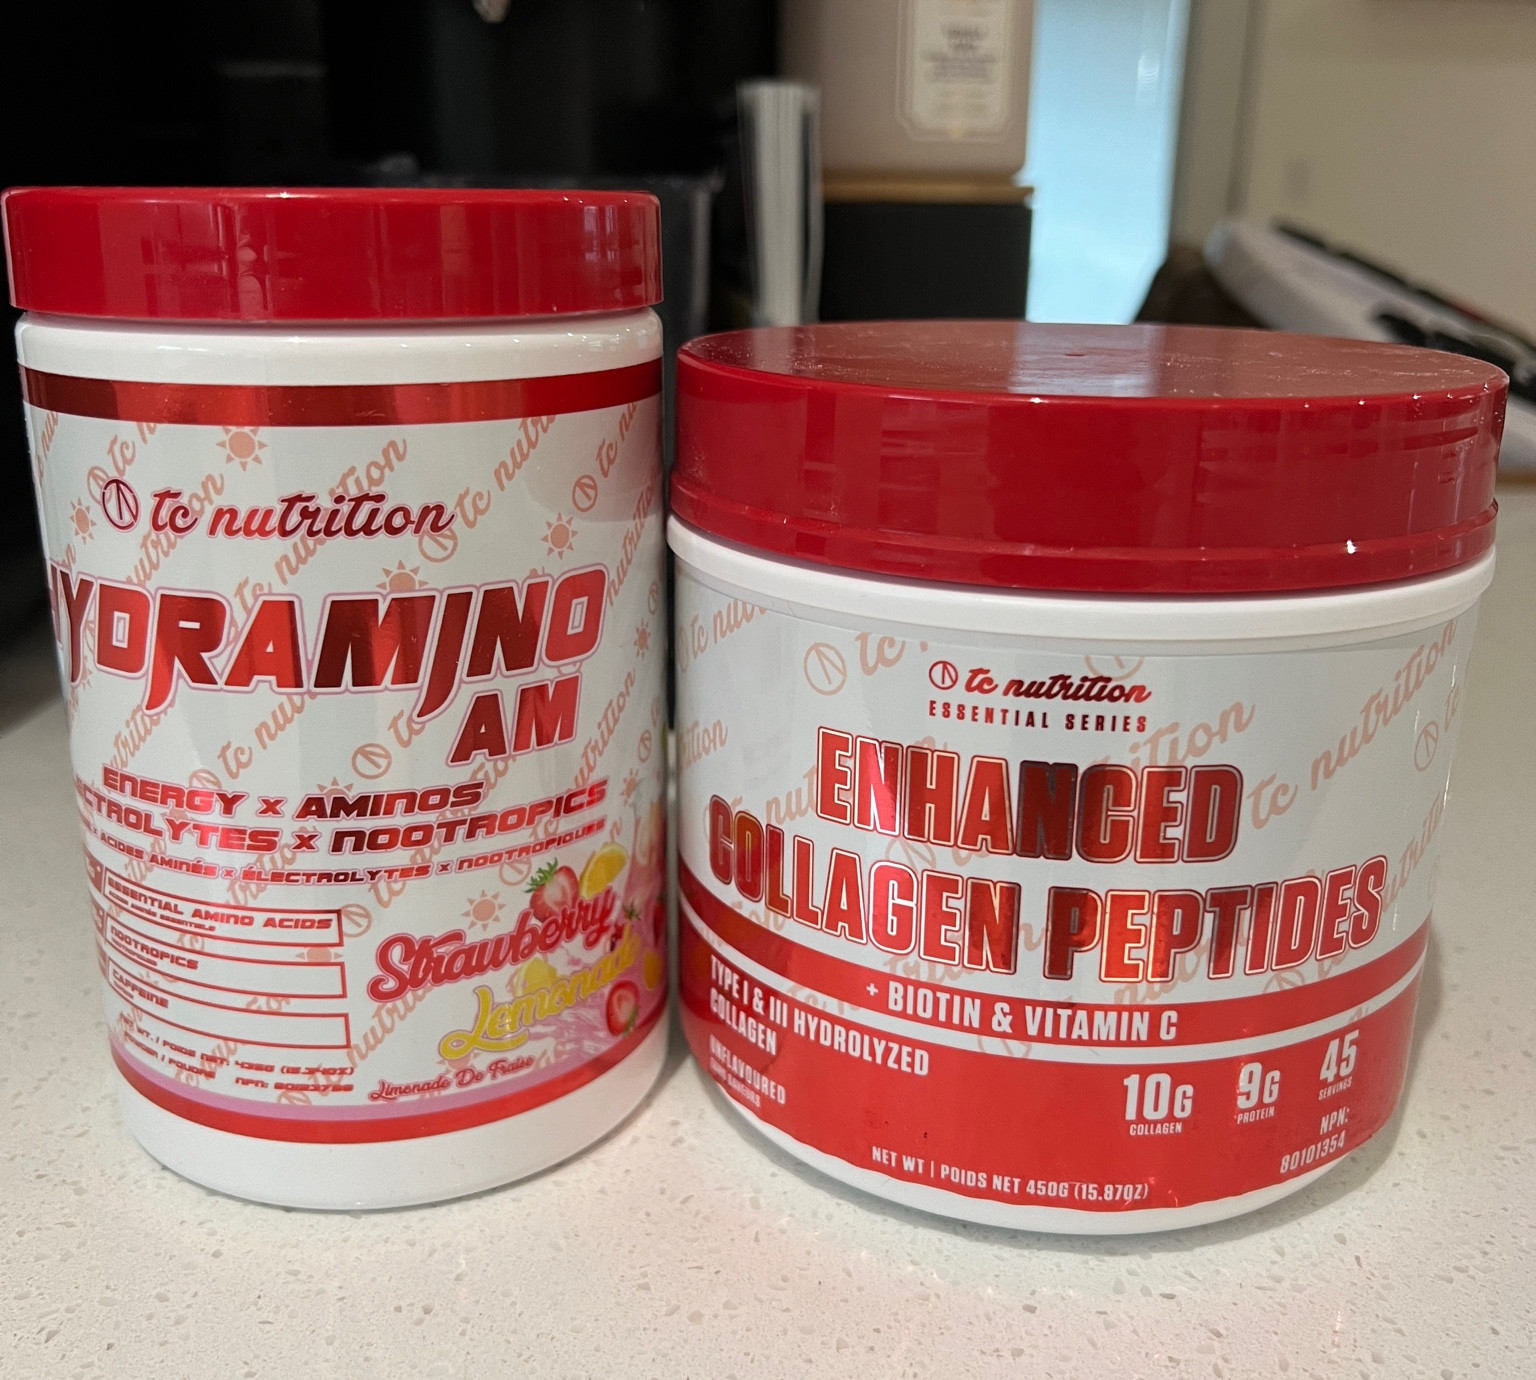 tc nutrition
HYDRAMINO
AM
ENERGY x AMINOS
CTROLYTES x NOOTROPICS
ACIDES AMINÉS x ÉLECTROLYTES x NOOTROPIQUES
ESSENTIAL AMINO ACIDS
NOOTROPICS
CAFFEINE
Strawberry
Lemonade
Limonade De Fraise
tc nutrition
ESSENTIAL SERIES
ENHANCED
COLLAGEN PEPTIDES
+ BIOTIN & VITAMIN C
TYPE I & III HYDROLYZED
COLLAGEN
UNFLAVOURED
10G
COLLAGEN
9G
PROTEIN
45
SERVINGS
NPN:
80101354
NET WT | POIDS NET 450G (15.87OZ)